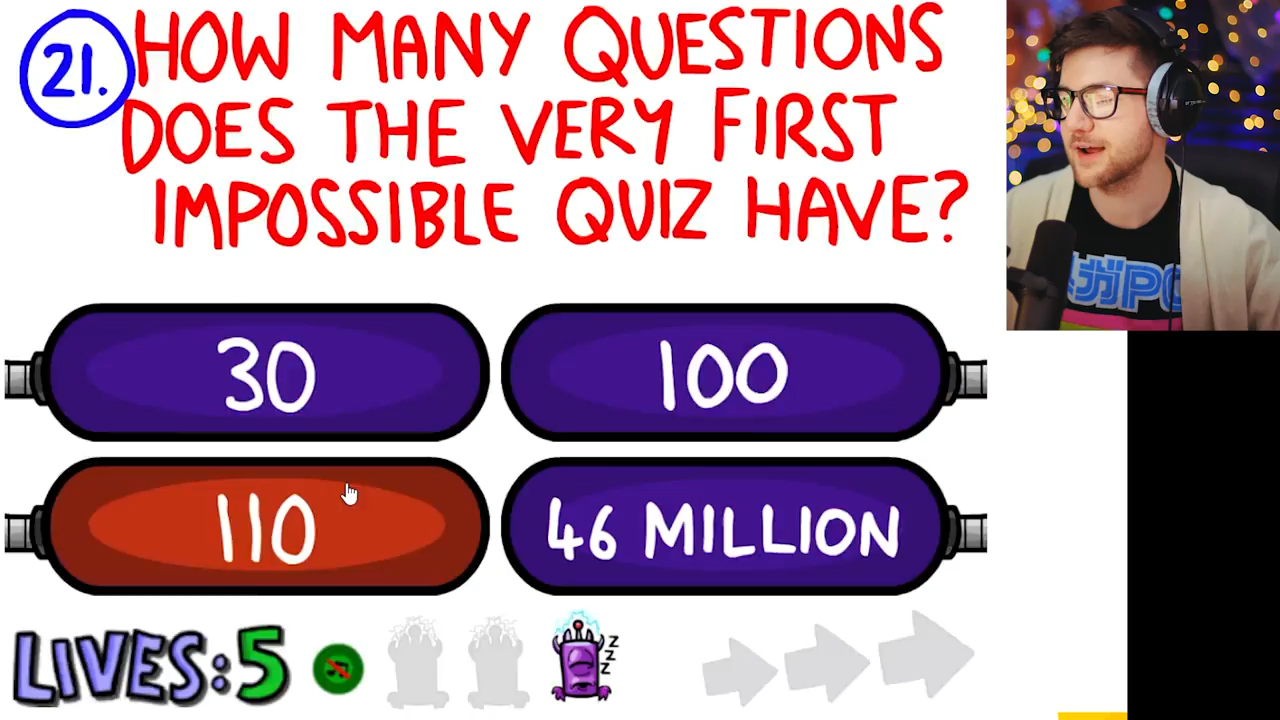 21. HOW MANY QUESTIONS
DOES THE VERY FIRST
IMPOSSIBLE QUIZ HAVE?
30
100
110
46 MILLION
LIVES: 5
z
z
z